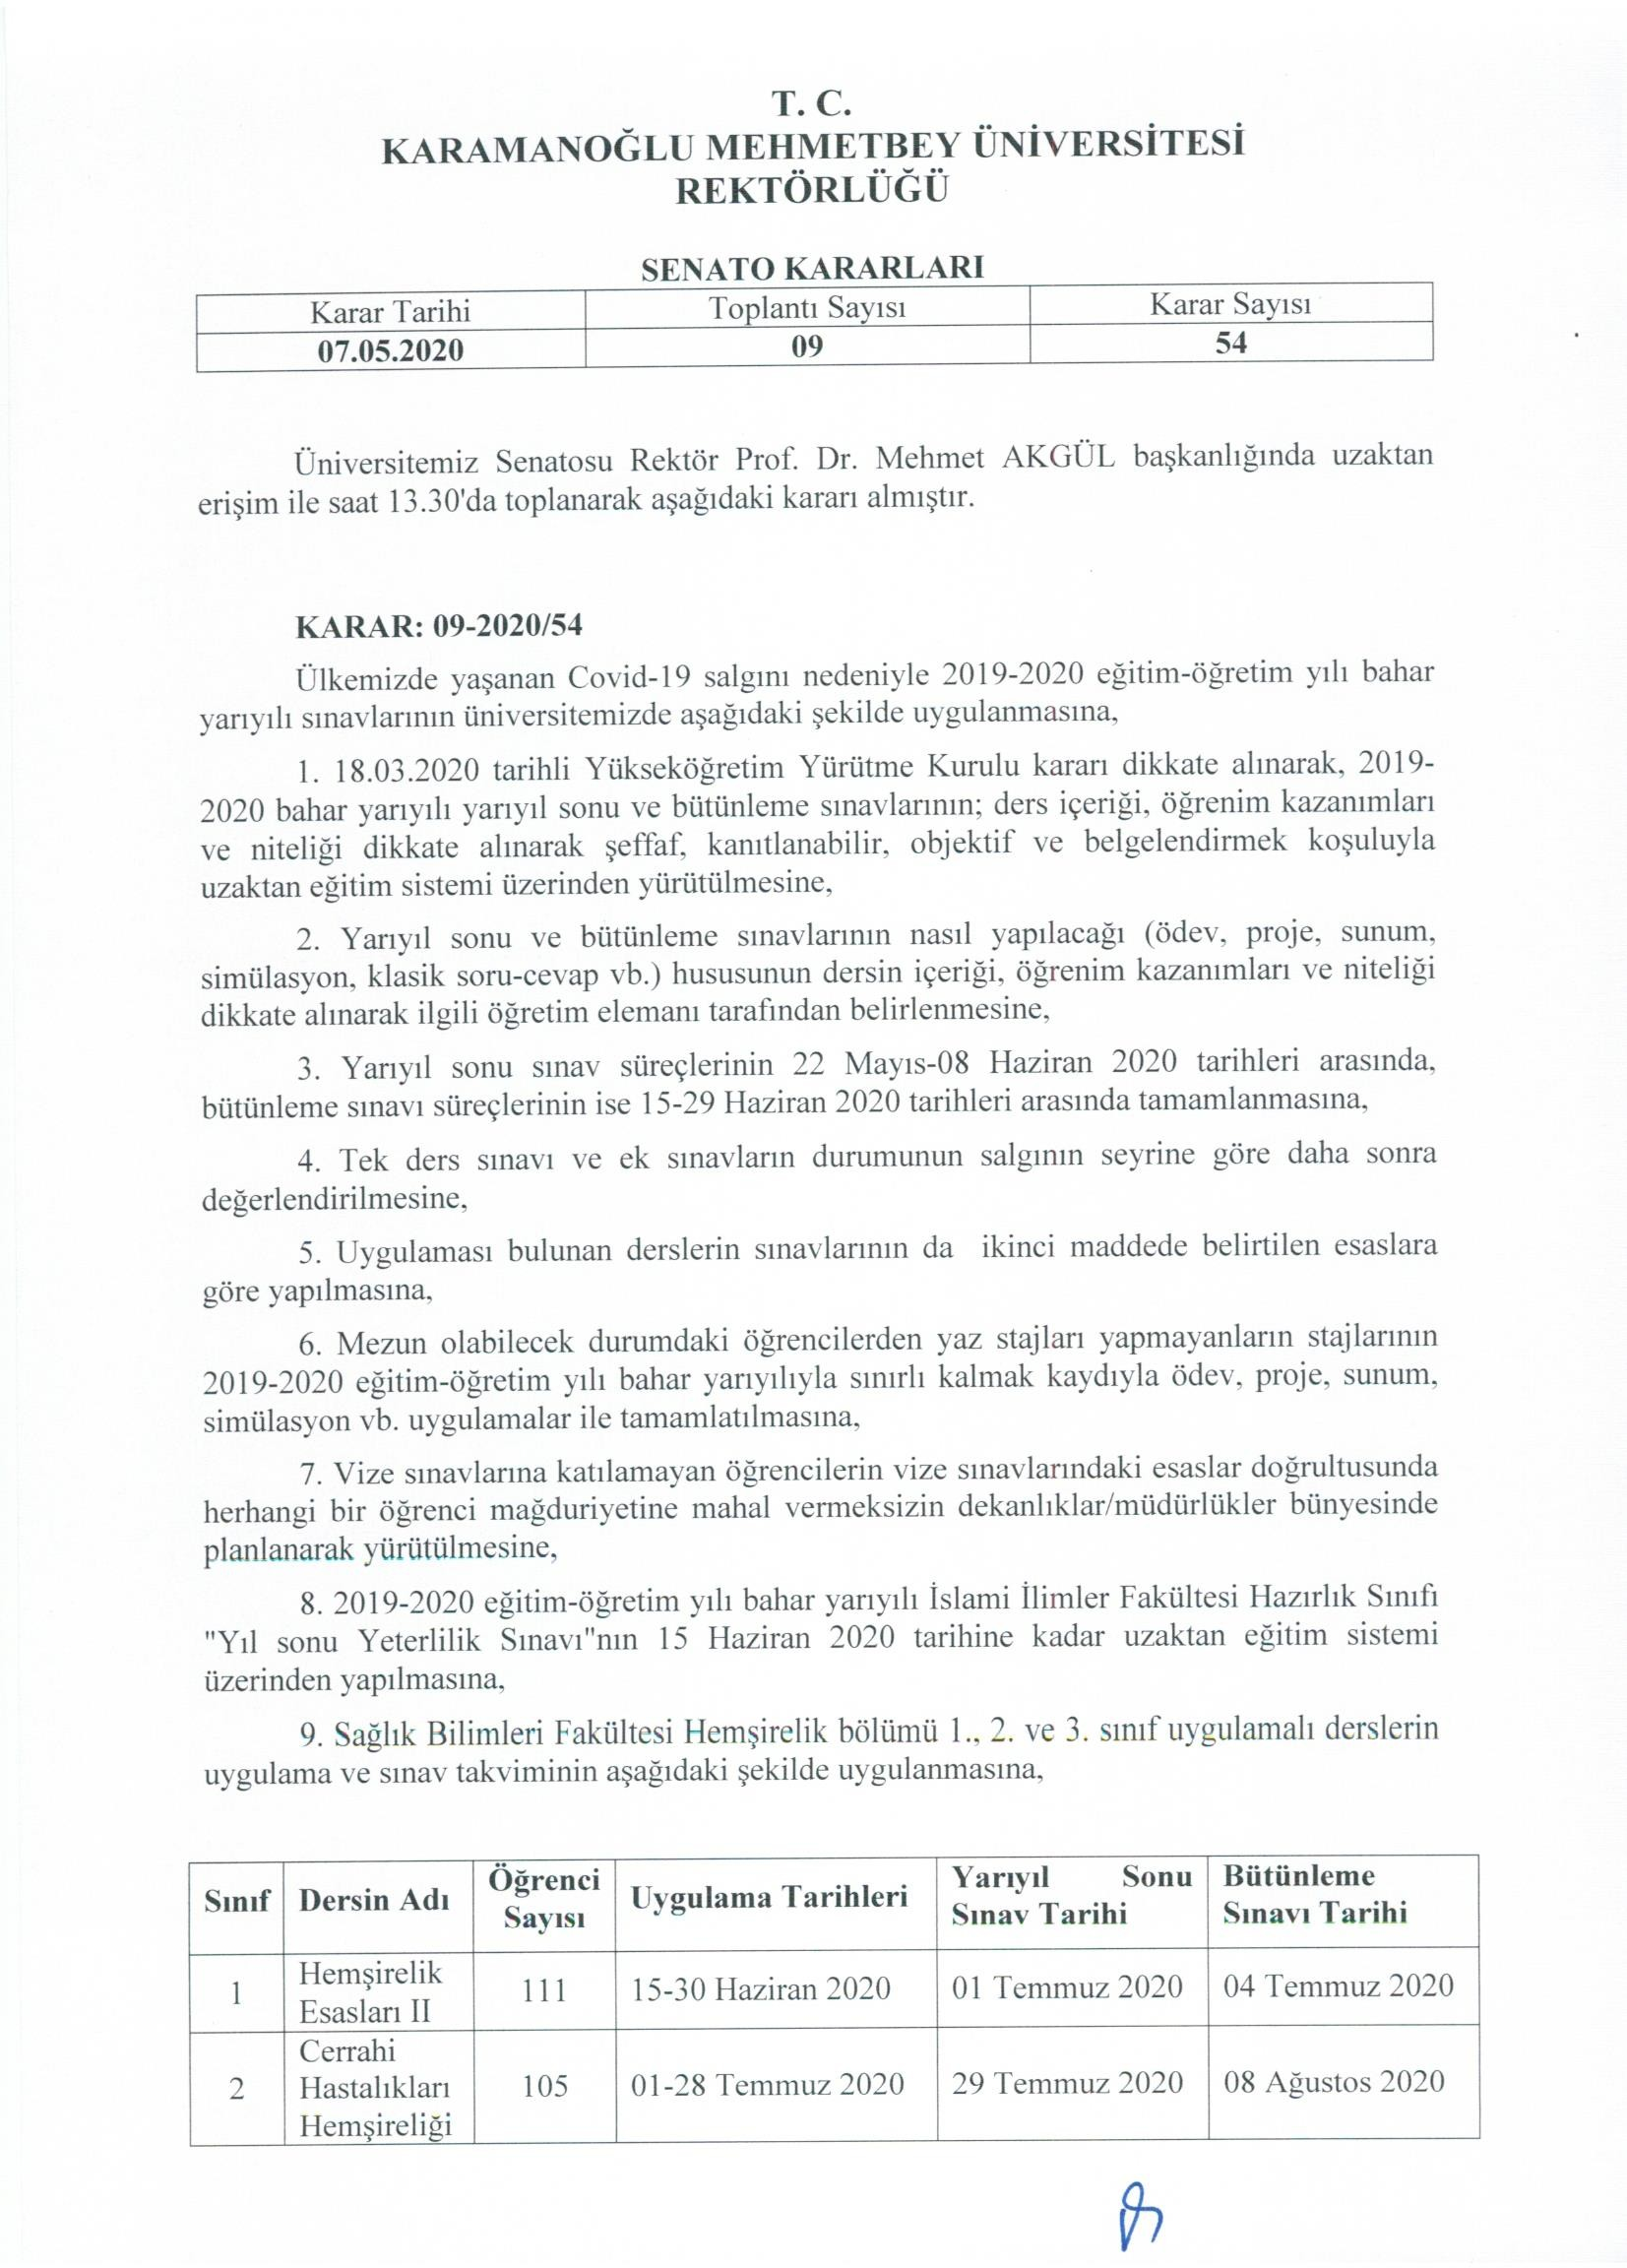 T. C.
KARAMANOĞLU MEHMETBEY ÜNİVERSİTESİ
REKTÖRLÜĞÜ
SENATO KARARLARI
Karar Tarihi Toplantı Sayısı Karar Sayısı
07.05.2020 09 54
Üniversitemiz Senatosu Rektör Prof. Dr. Mehmet AKGÜL başkanlığında uzaktan
erişim ile saat 13.30'da toplanarak aşağıdaki kararı almıştır.
KARAR: 09-2020/54
Ülkemizde yaşanan Covid-19 salgını nedeniyle 2019-2020 eğitim-öğretim yılı bahar
yarıyılı sınavlarının üniversitemizde aşağıdaki şekilde uygulanmasına,
1. 18.03.2020 tarihli Yükseköğretim Yürütme Kurulu kararı dikkate alınarak, 2019-
2020 bahar yarıyılı yarıyıl sonu ve bütünleme sınavlarının; ders içeriği, öğrenim kazanımları
ve niteliği dikkate alınarak şeffaf, kanıtlanabilir, objektif ve belgelendirmek koşuluyla
uzaktan eğitim sistemi üzerinden yürütülmesine,
2. Yarıyıl sonu ve bütünleme sınavlarının nasıl yapılacağı (ödev, proje, sunum,
simülasyon, klasik soru-cevap vb.) hususunun dersin içeriği, öğrenim kazanımları ve niteliği
dikkate alınarak ilgili öğretim elemanı tarafından belirlenmesine,
3. Yarıyıl sonu sınav süreçlerinin 22 Mayıs-08 Haziran 2020 tarihleri arasında,
bütünleme sınavı süreçlerinin ise 15-29 Haziran 2020 tarihleri arasında tamamlanmasına,
4. Tek ders sınavı ve ek sınavların durumunun salgının seyrine göre daha sonra
değerlendirilmesine,
5. Uygulaması bulunan derslerin sınavlarının da ikinci maddede belirtilen esaslara
göre yapılmasına,
6. Mezun olabilecek durumdaki öğrencilerden yaz stajları yapmayanların stajlarının
2019-2020 eğitim-öğretim yılı bahar yarıyılıyla sınırlı kalmak kaydıyla ödev, proje, sunum,
simülasyon vb. uygulamalar ile tamamlatılmasına,
7. Vize sınavlarına katılamayan öğrencilerin vize sınavlarındaki esaslar doğrultusunda
herhangi bir öğrenci mağduriyetine mahal vermeksizin dekanlıklar/müdürlükler bünyesinde
planlanarak yürütülmesine,
8. 2019-2020 eğitim-öğretim yılı bahar yarıyılı İslami İlimler Fakültesi Hazırlık Sınıfı
"Yıl sonu Yeterlilik Sınavı"nın 15 Haziran 2020 tarihine kadar uzaktan eğitim sistemi
üzerinden yapılmasına,
9. Sağlık Bilimleri Fakültesi Hemşirelik bölümü 1., 2. ve 3. sınıf uygulamalı derslerin
uygulama ve sınav takviminin aşağıdaki şekilde uygulanmasına,
Sınıf Dersin Adı Öğrenci Sayısı Uygulama Tarihleri Yarıyıl Sonu Sınav Tarihi Bütünleme Sınavı Tarihi
1 Hemşirelik Esasları II 111 15-30 Haziran 2020 01 Temmuz 2020 04 Temmuz 2020
2 Cerrahi Hastalıkları Hemşireliği 105 01-28 Temmuz 2020 29 Temmuz 2020 08 Ağustos 2020